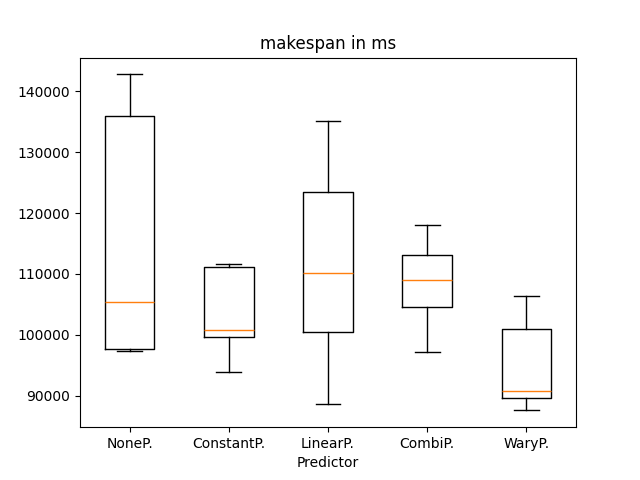 makespan in ms
140000
130000
120000
110000
100000
90000
NoneP. ConstantP. LinearP. CombiP. WaryP.
Predictor